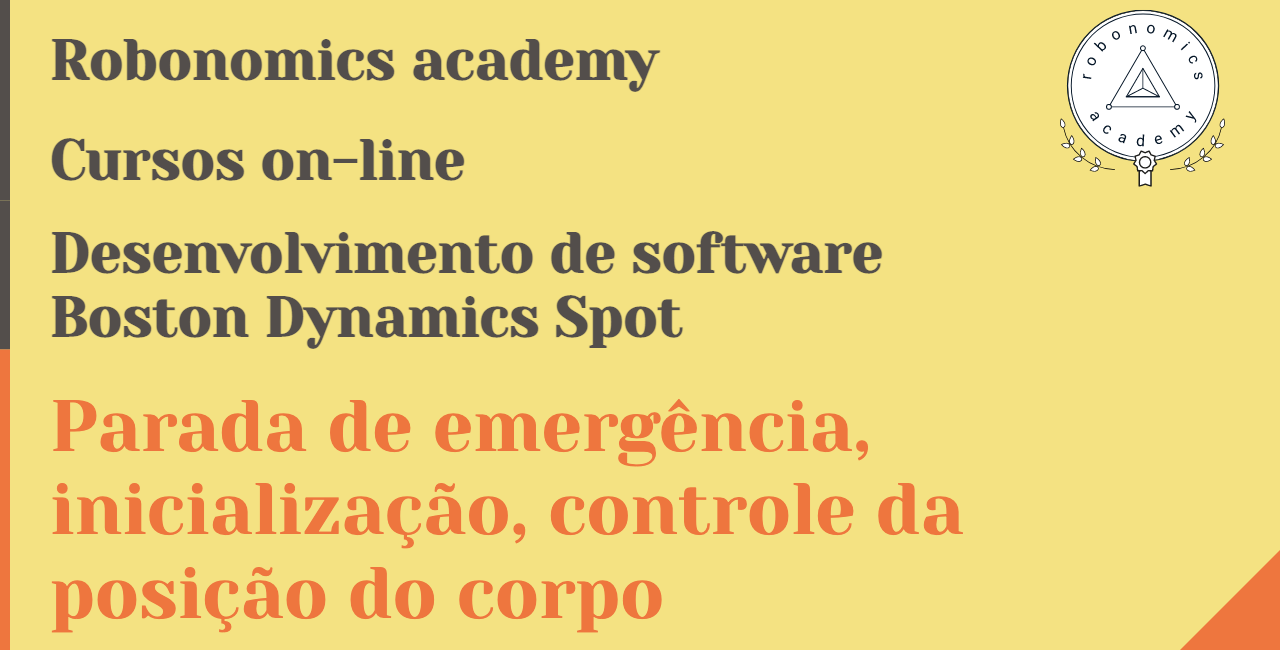 Robonomics academy
Cursos on-line
Desenvolvimento de software
Boston Dynamics Spot
Parada de emergência,
inicialização, controle da
posição do corpo
robonomics
academy